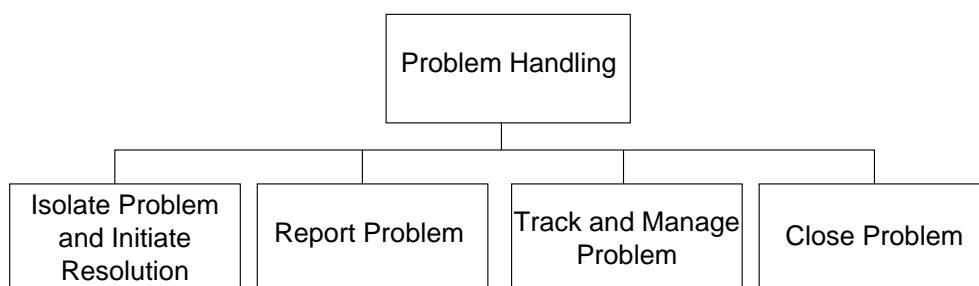 Problem Handling
Isolate Problem
and Initiate
Resolution
Report Problem
Track and Manage
Problem
Close Problem